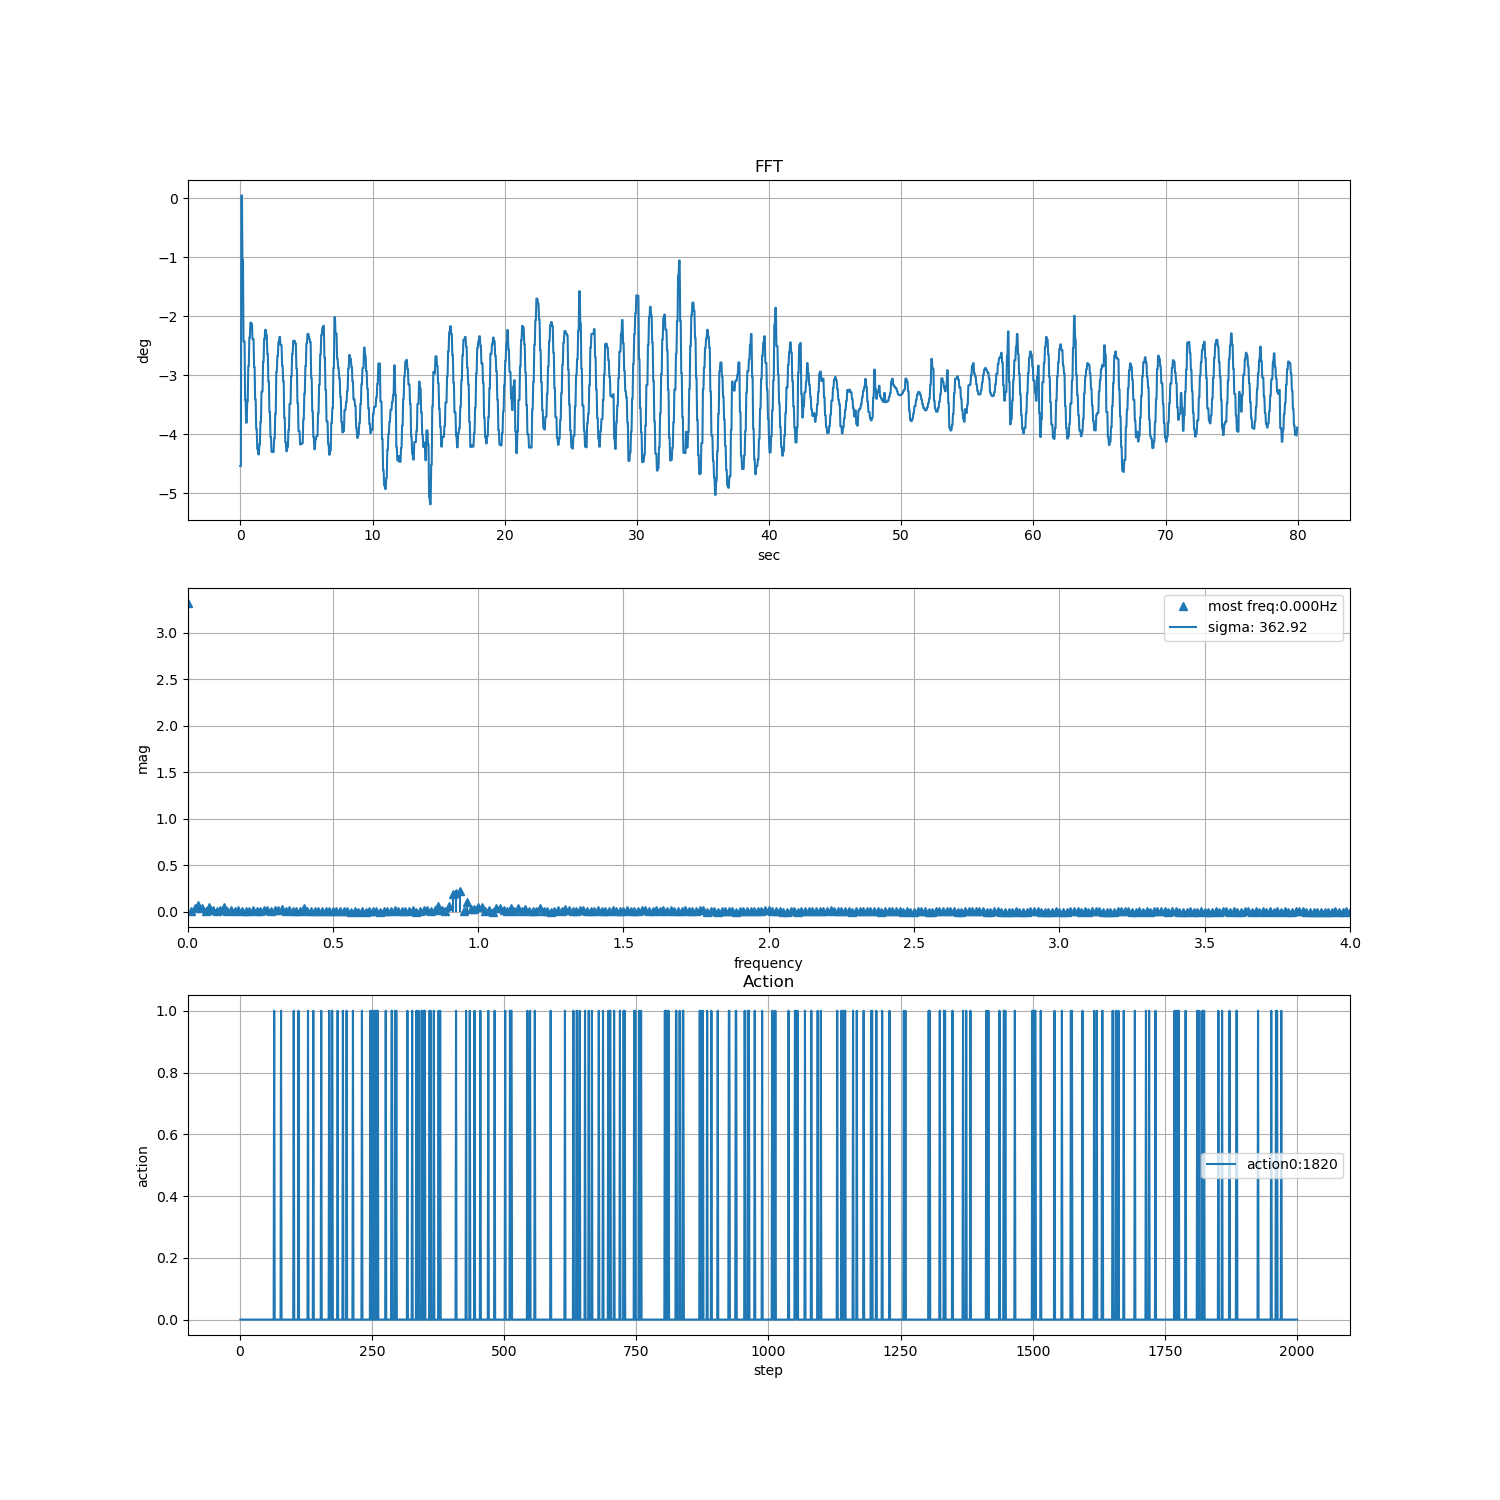 FFT
0
−1
−2
−3
−4
−5
deg
0 10 20 30 40 50 60 70 80
sec
most freq:0.000Hz
sigma: 362.92
3.0
2.5
2.0
1.5
1.0
0.5
0.0
mag
0.0 0.5 1.0 1.5 2.0 2.5 3.0 3.5 4.0
frequency
Action
1.0
0.8
0.6
0.4
0.2
0.0
action
action0:1820
0 250 500 750 1000 1250 1500 1750 2000
step